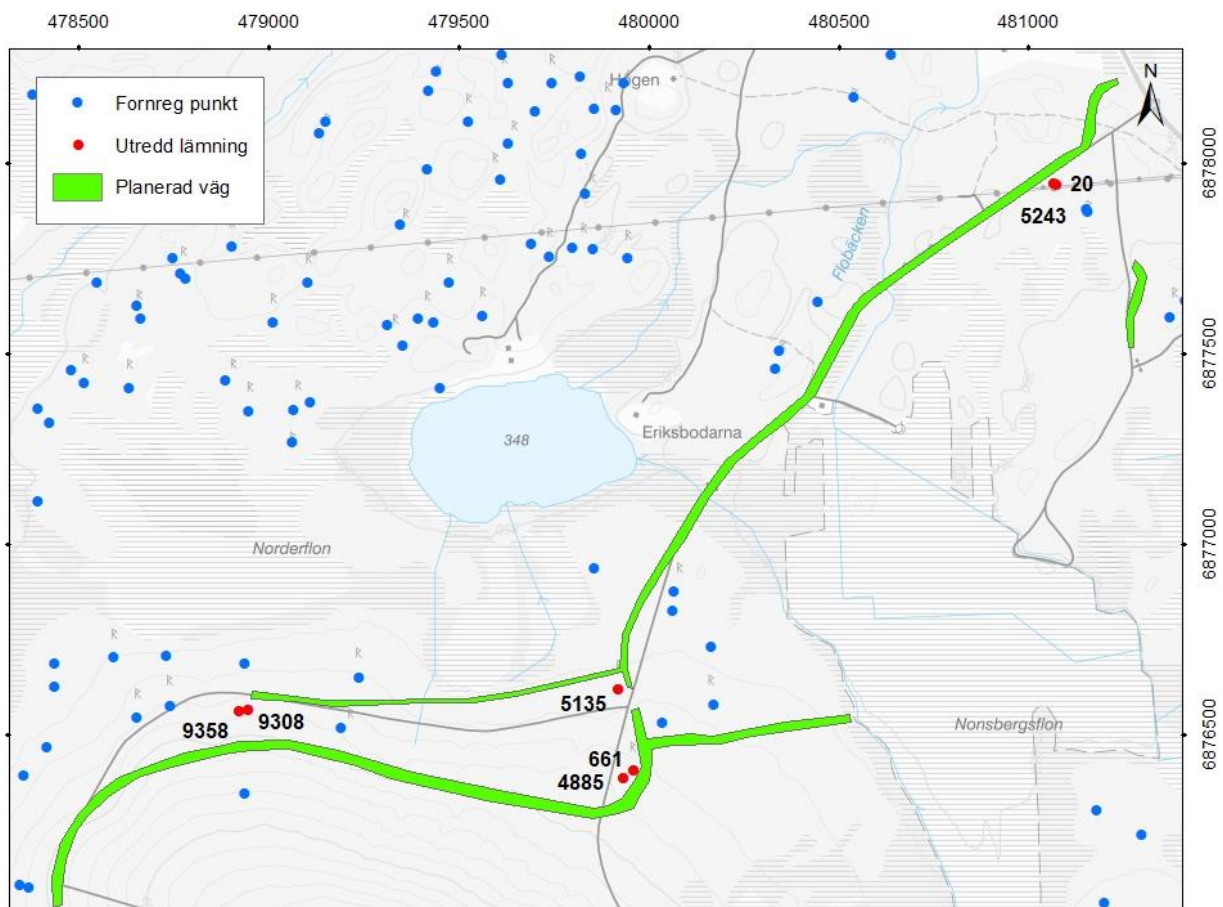 478500 479000 479500 480000 480500 481000
Fornreg punkt
Utredd lämning
Planerad väg
Högen
N
6878000
20
5243
Flobäcken
6877500
348
Eriksbodarna
6877000
Norderflon
5135
9308
9358
Nonsbergsflon
6876500
661
4885